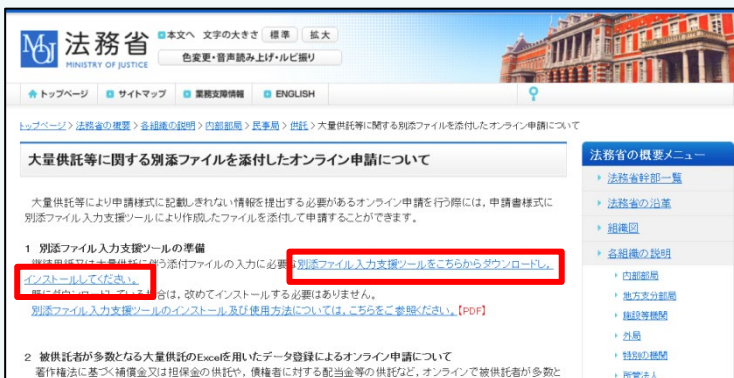 法務省
MINISTRY OF JUSTICE
本文へ 文字の大きさ 標準 拡大
色変更・音声読み上げ・ルビ振り
トップページ サイトマップ 業務支障情報 ENGLISH
トップページ > 法務省の概要 > 各組織の説明 > 内部部局 > 民事局 > 供託 > 大量供託等に関する別添ファイルを添付したオンライン申請について
大量供託等に関する別添ファイルを添付したオンライン申請について
大量供託等により申請様式に記載しきれない情報を提出する必要があるオンライン申請を行う際には，申請書様式に
別添ファイル入力支援ツールにより作成したファイルを添付して申請することができます。
1 別添ファイル入力支援ツールの準備
継続用紙又は大量供託に伴う添付ファイルの入力に必要な別添ファイル入力支援ツールをこちらからダウンロードし，
インストールしてください。
既にダウンロードしている場合は，改めてインストールする必要はありません。
別添ファイル入力支援ツールのインストール及び使用方法については，こちらをご参照ください。【PDF】
2 被供託者が多数となる大量供託のExcelを用いたデータ登録によるオンライン申請について
著作権法に基づく補償金又は担保金の供託や，債権者に対する配当金等の供託など，オンラインで被供託者が多数と
法務省の概要メニュー
法務省幹部一覧
法務省の沿革
組織図
各組織の説明
内部部局
地方支分部局
施設等機関
外局
特別の機関
所管法人